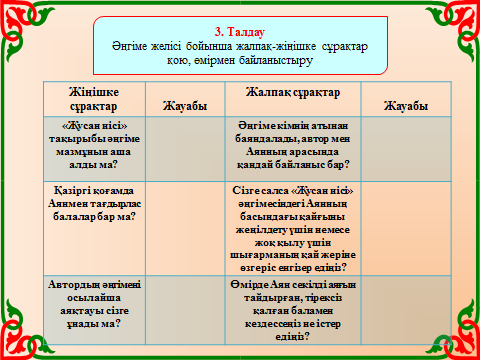 3. Талдау
Әңгіме желісі бойынша жалпақ-жіңішке сұрақтар
қою, өмірмен байланыстыру
Жіңішке
сұрақтар
Жауабы
Жалпақ сұрақтар
Жауабы
«Жусан иісі»
тақырыбы әңгіме
мазмұнын аша
алды ма?
Әңгіме кімнің атынан
баяндалады, автор мен
Аянның арасында
қандай байланыс бар?
Қазіргі қоғамда
Аянмен тағдырлас
балалар бар ма?
Сізге салса «Жусан иісі»
әңгімесіндегі Аянның
басындағы қайғыны
жеңілдету үшін немесе
жоқ қылу үшін
шығарманың қай жеріне
өзгеріс енгізер едіңіз?
Автордың әңгімені
осылайша
аяқтауы сізге
ұнады ма?
Өмірде Аян секілді аяғын
тайдырған, тірексіз
қалған баламен
кездессеңіз не істер
едіңіз?